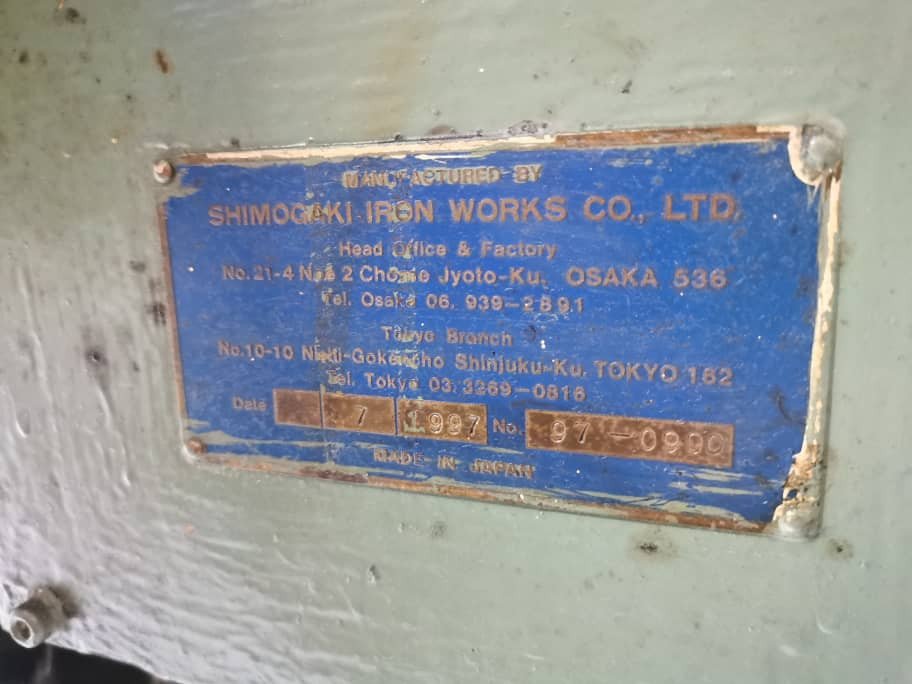 MANUFACTURED BY
SHIMOGAKI IRON WORKS CO., LTD.
Head Office & Factory
No. 21-4 2 Chome Jyoto-Ku. OSAKA 536
Tel. Osaka 06. 939-2891
Tokyo Branch
No. 10-10 Shinjuku-Ku. TOKYO 162
Tel. Tokyo 03. 3269-0816
Date 7 1997 No. 97-0990
MADE IN JAPAN